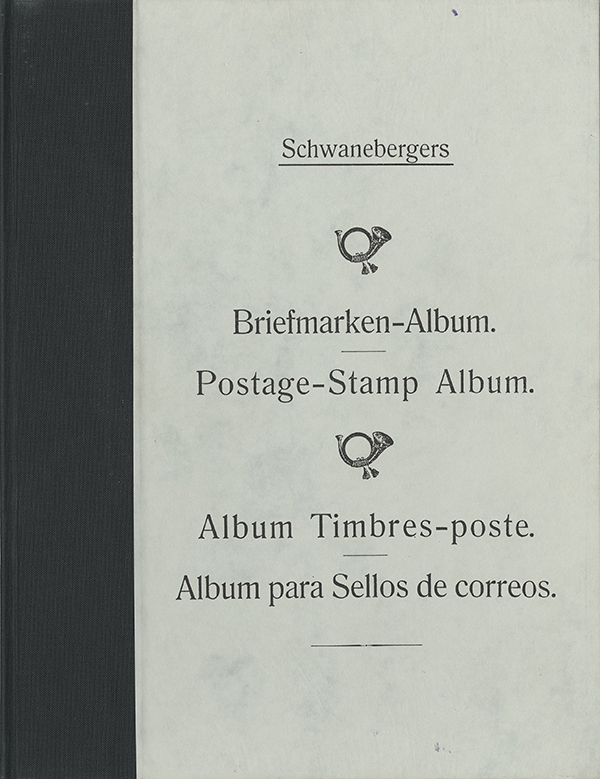 Schwanebergers
Briefmarken-Album.
Postage-Stamp Album.
Album Timbres-poste.
Album para Sellos de correos.